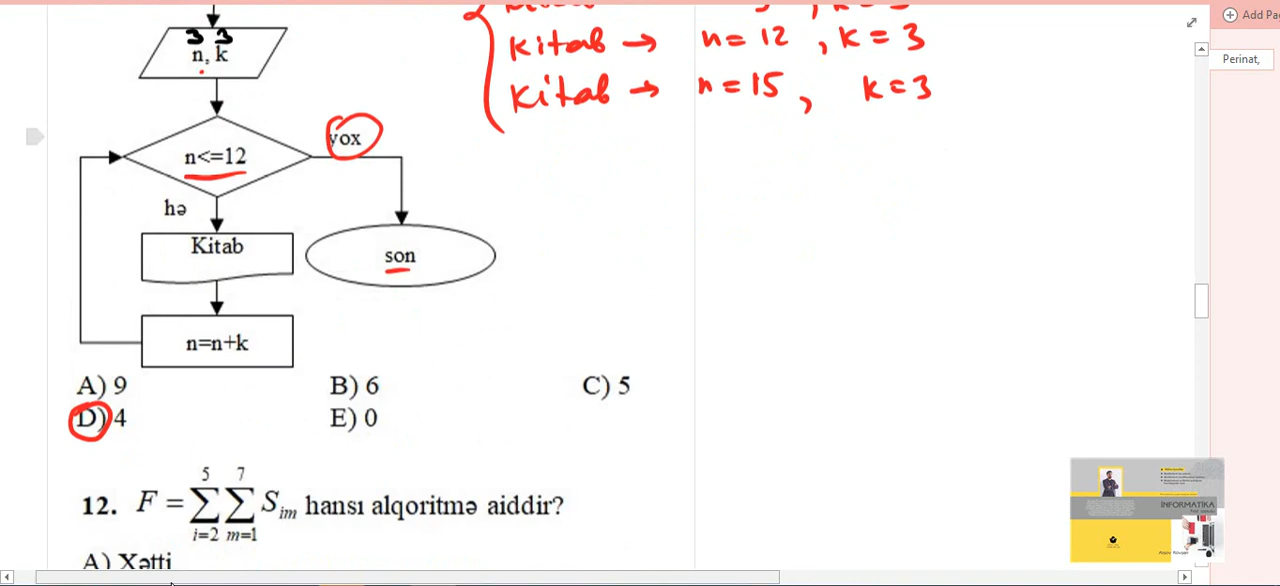 Add Pa
Perinat,
3 3
n, k
kitab → n= 12 , k = 3
kitab → n = 15 , k = 3
yox
n<=12
hə
Kitab
son
n=n+k
A) 9 B) 6 C) 5
D) 4 E) 0
12. F = 5∑i=2 7∑m=1 Sim hansı alqoritmə aiddir?
A) Xətti
INFORMATIKA